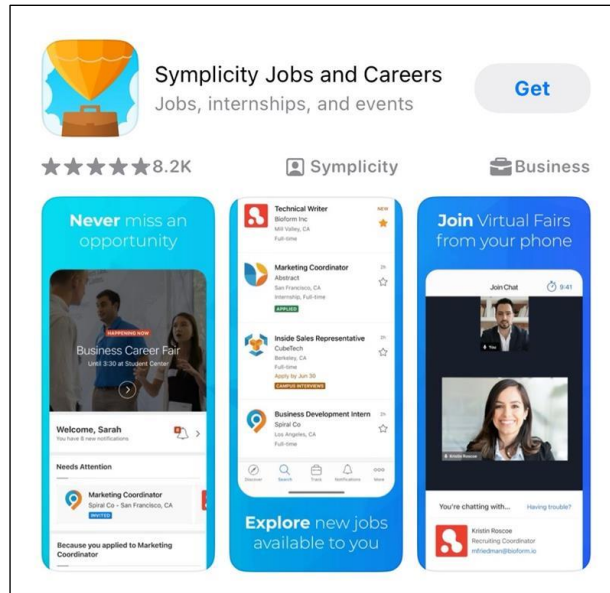 Symplicity Jobs and Careers
Jobs, internships, and events
Get
8.2K
Symplicity
Business
Never miss an
opportunity
HAPPENING NOW
Business Career Fair
Until 3:30 at Student Center
Welcome, Sarah
You have 8 new notifications
Needs Attention
Marketing Coordinator
Spiral Co - San Francisco, CA
INVITED
Because you applied to Marketing
Coordinator
Technical Writer
NEW
Bioform Inc
Mill Valley, CA
Full-time
Marketing Coordinator
Abstract
San Francisco, CA
Internship, Full-time
APPLIED
Inside Sales Representative
CubeTech
Berkeley, CA
Full-time
Apply by Jun 30
CAMPUS INTERVIEWS
Business Development Intern
Spiral Co
Los Angeles, CA
Full-time
Discover
Search
Track
Notifications
More
Explore new jobs
available to you
Join Virtual Fairs
from your phone
Join Chat
9:41
Kristin Roscoe
You're chatting with...
Having trouble?
Kristin Roscoe
Recruiting Coordinator
mfriedman@bioform.io